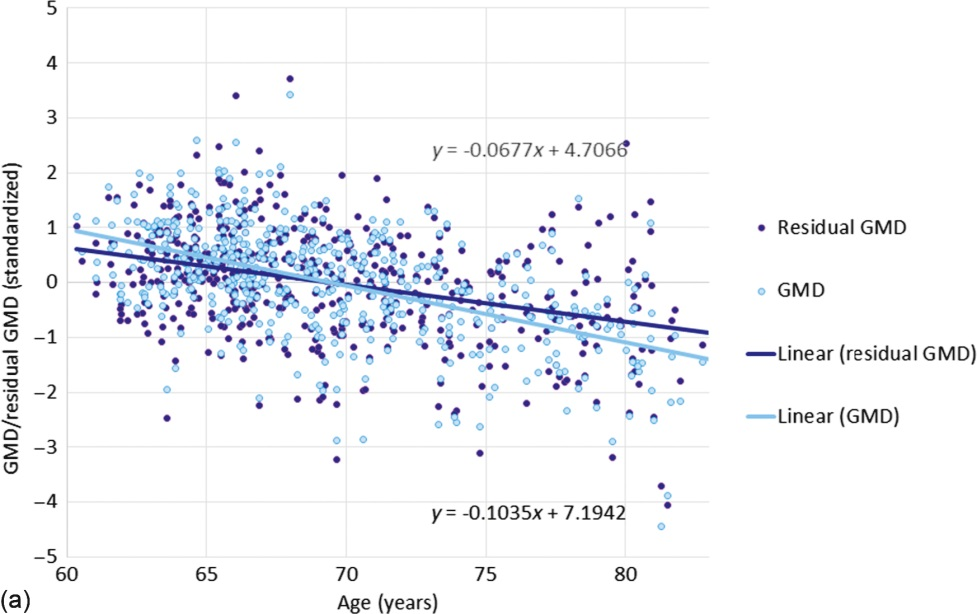 GMD/residual GMD (standardized)
5
4
3
2
1
0
−1
−2
−3
−4
−5
y = -0.0677x + 4.7066
y = -0.1035x + 7.1942
60 65 70 75 80
Age (years)
(a)
Residual GMD
GMD
Linear (residual GMD)
Linear (GMD)